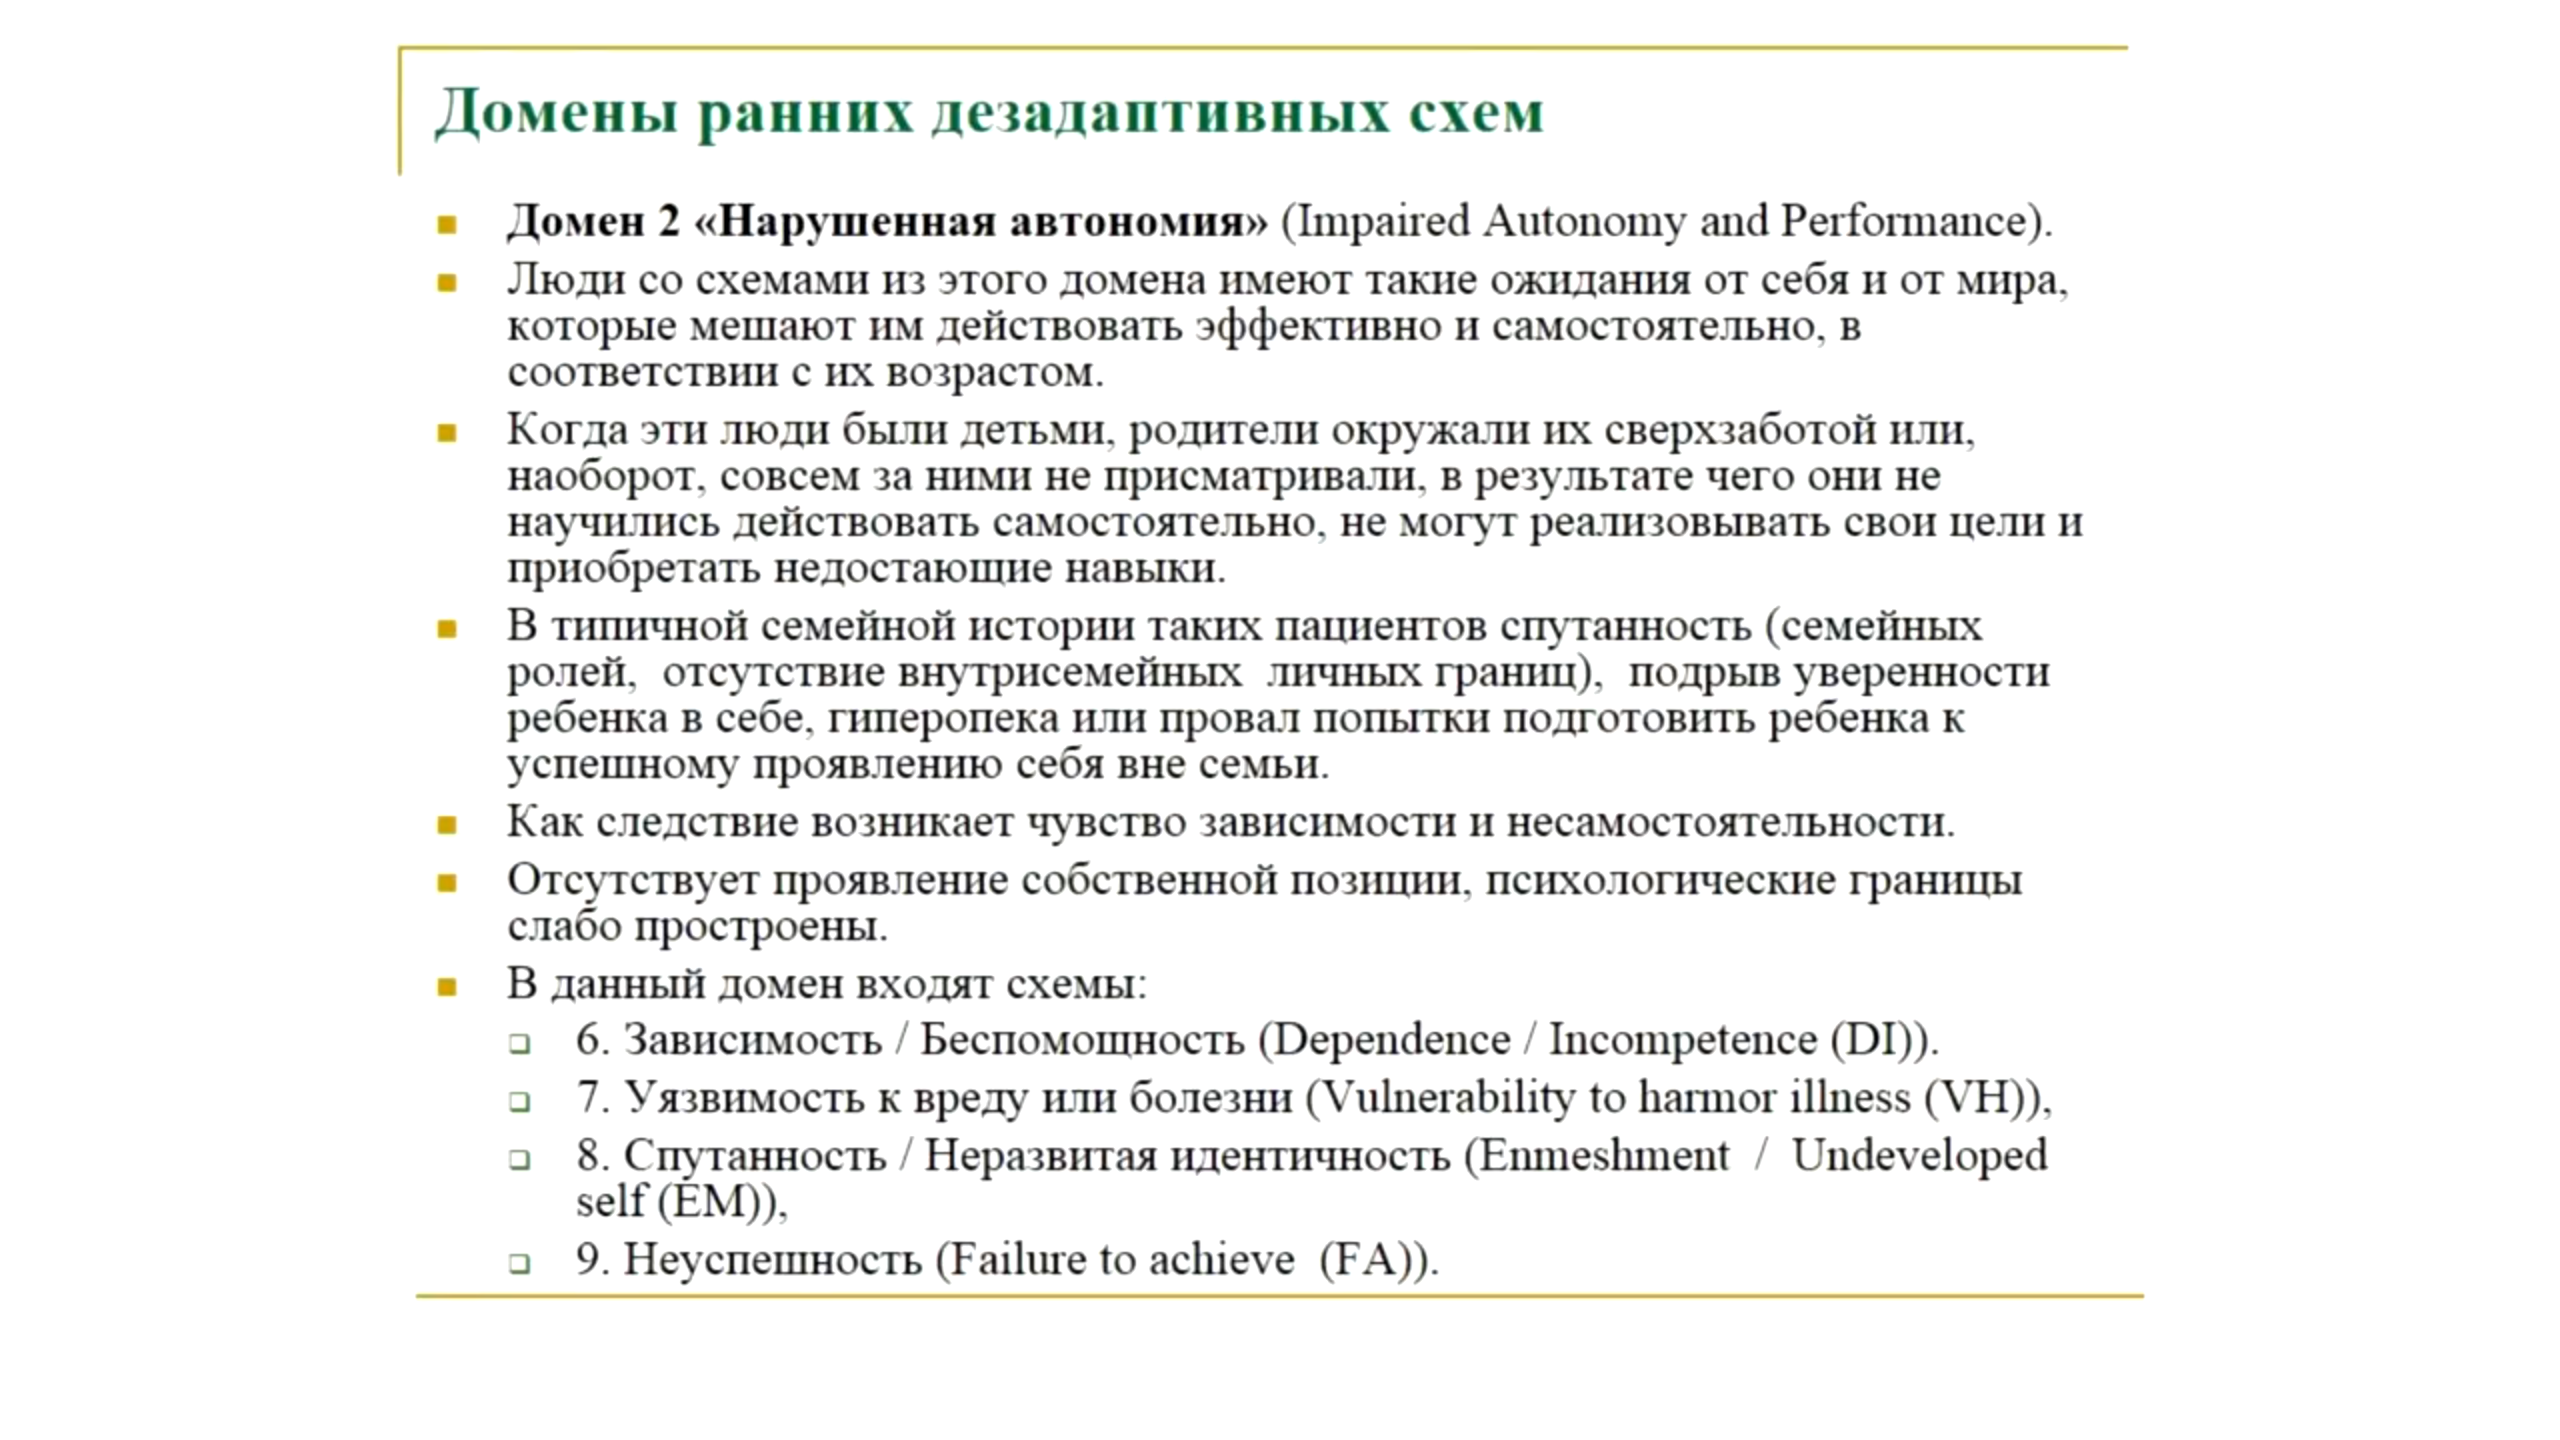 Домены ранних дезадаптивных схем
Домен 2 «Нарушенная автономия» (Impaired Autonomy and Performance).
Люди со схемами из этого домена имеют такие ожидания от себя и от мира,
которые мешают им действовать эффективно и самостоятельно, в
соответствии с их возрастом.
Когда эти люди были детьми, родители окружали их сверхзаботой или,
наоборот, совсем за ними не присматривали, в результате чего они не
научились действовать самостоятельно, не могут реализовывать свои цели и
приобретать недостающие навыки.
В типичной семейной истории таких пациентов спутанность (семейных
ролей, отсутствие внутрисемейных личных границ), подрыв уверенности
ребенка в себе, гиперопека или провал попытки подготовить ребенка к
успешному проявлению себя вне семьи.
Как следствие возникает чувство зависимости и несамостоятельности.
Отсутствует проявление собственной позиции, психологические границы
слабо простроены.
В данный домен входят схемы:
6. Зависимость / Беспомощность (Dependence / Incompetence (DI)).
7. Уязвимость к вреду или болезни (Vulnerability to harmor illness (VH)),
8. Спутанность / Неразвитая идентичность (Enmeshment / Undeveloped
self (EM)),
9. Неуспешность (Failure to achieve (FA)).